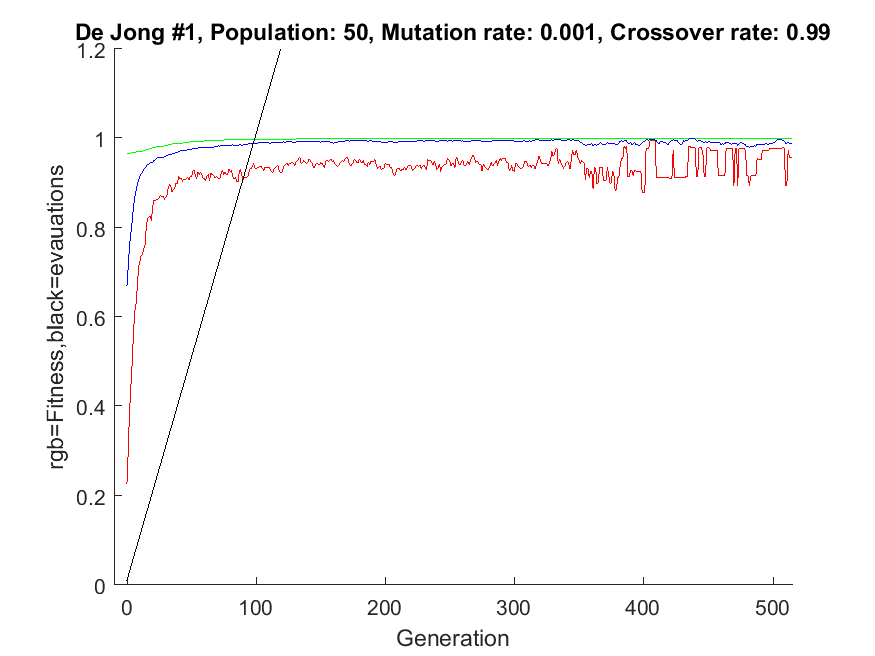 De Jong #1, Population: 50, Mutation rate: 0.001, Crossover rate: 0.99
1.2
1
0.8
0.6
0.4
0.2
0
rgb=Fitness,black=evauations
0 100 200 300 400 500
Generation